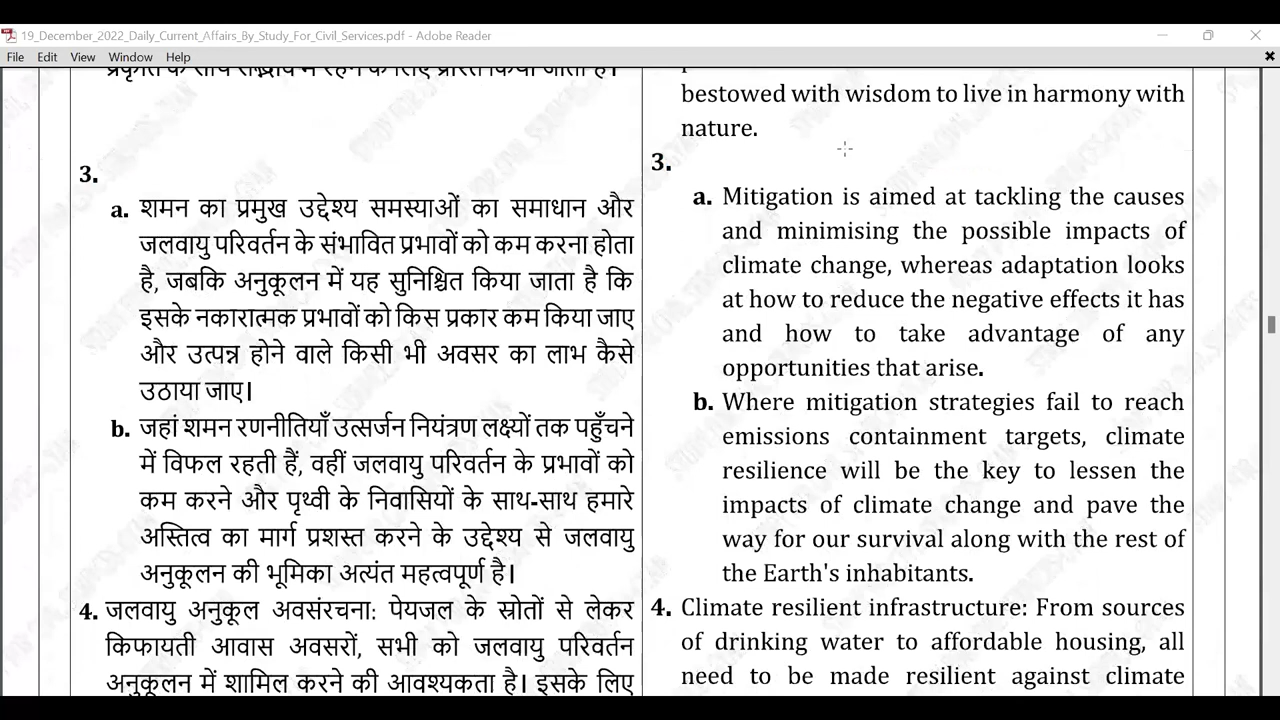 19_December_2022_Daily_Current_Affairs_By_Study_For_Civil_Services.pdf - Adobe Reader
File Edit View Window Help
3.
a. शमन का प्रमुख उद्देश्य समस्याओं का समाधान और
जलवायु परिवर्तन के संभावित प्रभावों को कम करना होता
है, जबकि अनुकूलन में यह सुनिश्चित किया जाता है कि
इसके नकारात्मक प्रभावों को किस प्रकार कम किया जाए
और उत्पन्न होने वाले किसी भी अवसर का लाभ कैसे
उठाया जाए।
b. जहां शमन रणनीतियाँ उत्सर्जन नियंत्रण लक्ष्यों तक पहुँचने
में विफल रहती हैं, वहीं जलवायु परिवर्तन के प्रभावों को
कम करने और पृथ्वी के निवासियों के साथ-साथ हमारे
अस्तित्व का मार्ग प्रशस्त करने के उद्देश्य से जलवायु
अनुकूलन की भूमिका अत्यंत महत्वपूर्ण है।
4. जलवायु अनुकूल अवसंरचना: पेयजल के स्रोतों से लेकर
किफायती आवास अवसरों, सभी को जलवायु परिवर्तन
अनुकूलन में शामिल करने की आवश्यकता है। इसके लिए
bestowed with wisdom to live in harmony with
nature.
3.
a. Mitigation is aimed at tackling the causes
and minimising the possible impacts of
climate change, whereas adaptation looks
at how to reduce the negative effects it has
and how to take advantage of any
opportunities that arise.
b. Where mitigation strategies fail to reach
emissions containment targets, climate
resilience will be the key to lessen the
impacts of climate change and pave the
way for our survival along with the rest of
the Earth's inhabitants.
4. Climate resilient infrastructure: From sources
of drinking water to affordable housing, all
need to be made resilient against climate